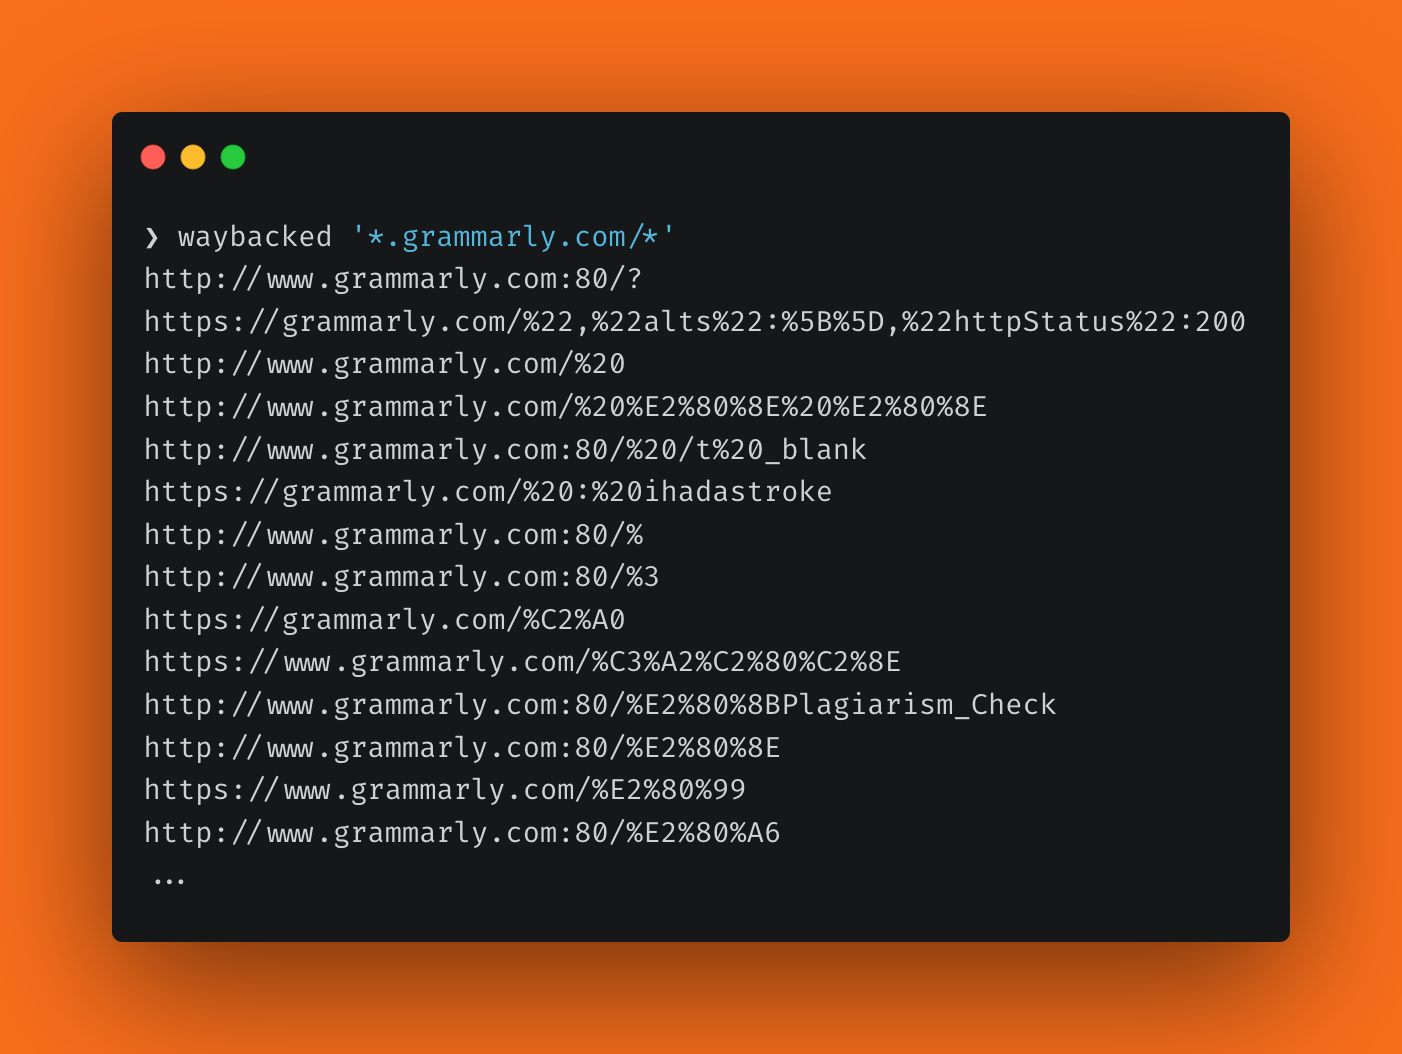 ❯ waybacked '*.grammarly.com/*'
http://www.grammarly.com:80/?
https://grammarly.com/%22,%22alts%22:%5B%5D,%22httpStatus%22:200
http://www.grammarly.com/%20
http://www.grammarly.com/%20%E2%80%8E%20%E2%80%8E
http://www.grammarly.com:80/%20/t%20_blank
https://grammarly.com/%20:%20ihadastroke
http://www.grammarly.com:80/%
http://www.grammarly.com:80/%3
https://grammarly.com/%C2%A0
https://www.grammarly.com/%C3%A2%C2%80%C2%8E
http://www.grammarly.com:80/%E2%80%8BPlagiarism_Check
http://www.grammarly.com:80/%E2%80%8E
https://www.grammarly.com/%E2%80%99
http://www.grammarly.com:80/%E2%80%A6
...